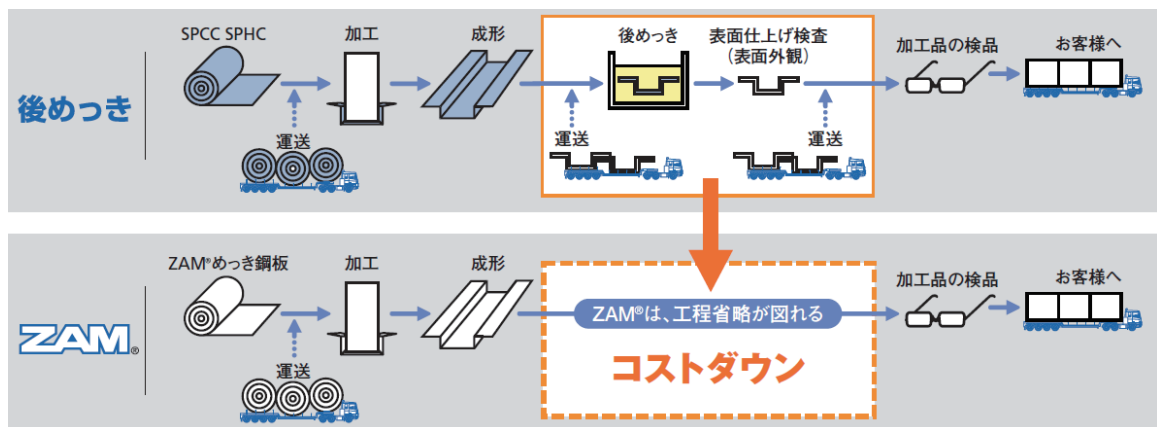 SPCC SPHC
加工
成形
後めっき
表面仕上げ検査
(表面外観)
加工品の検品
お客様へ
後めっき
運送
運送
運送
ZAM®めっき鋼板
加工
成形
加工品の検品
お客様へ
ZAM®
ZAM®は、工程省略が図れる
コストダウン
運送